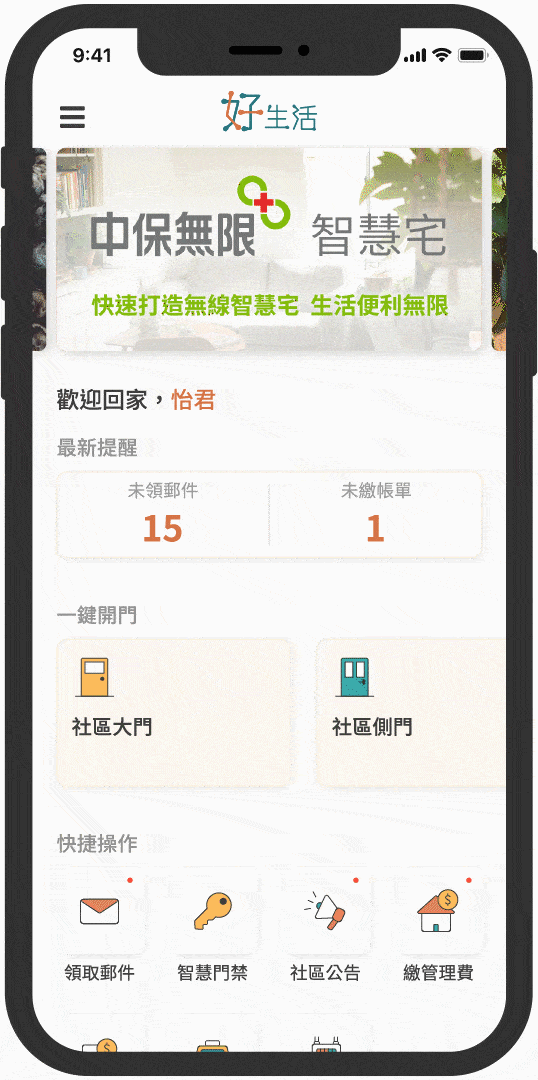 9:41
好生活
中保無限 智慧宅
快速打造無線智慧宅 生活便利無限
歡迎回家，怡君
最新提醒
未領郵件 未繳帳單
15 1
一鍵開門
社區大門 社區側門
快捷操作
領取郵件 智慧門禁 社區公告 繳管理費